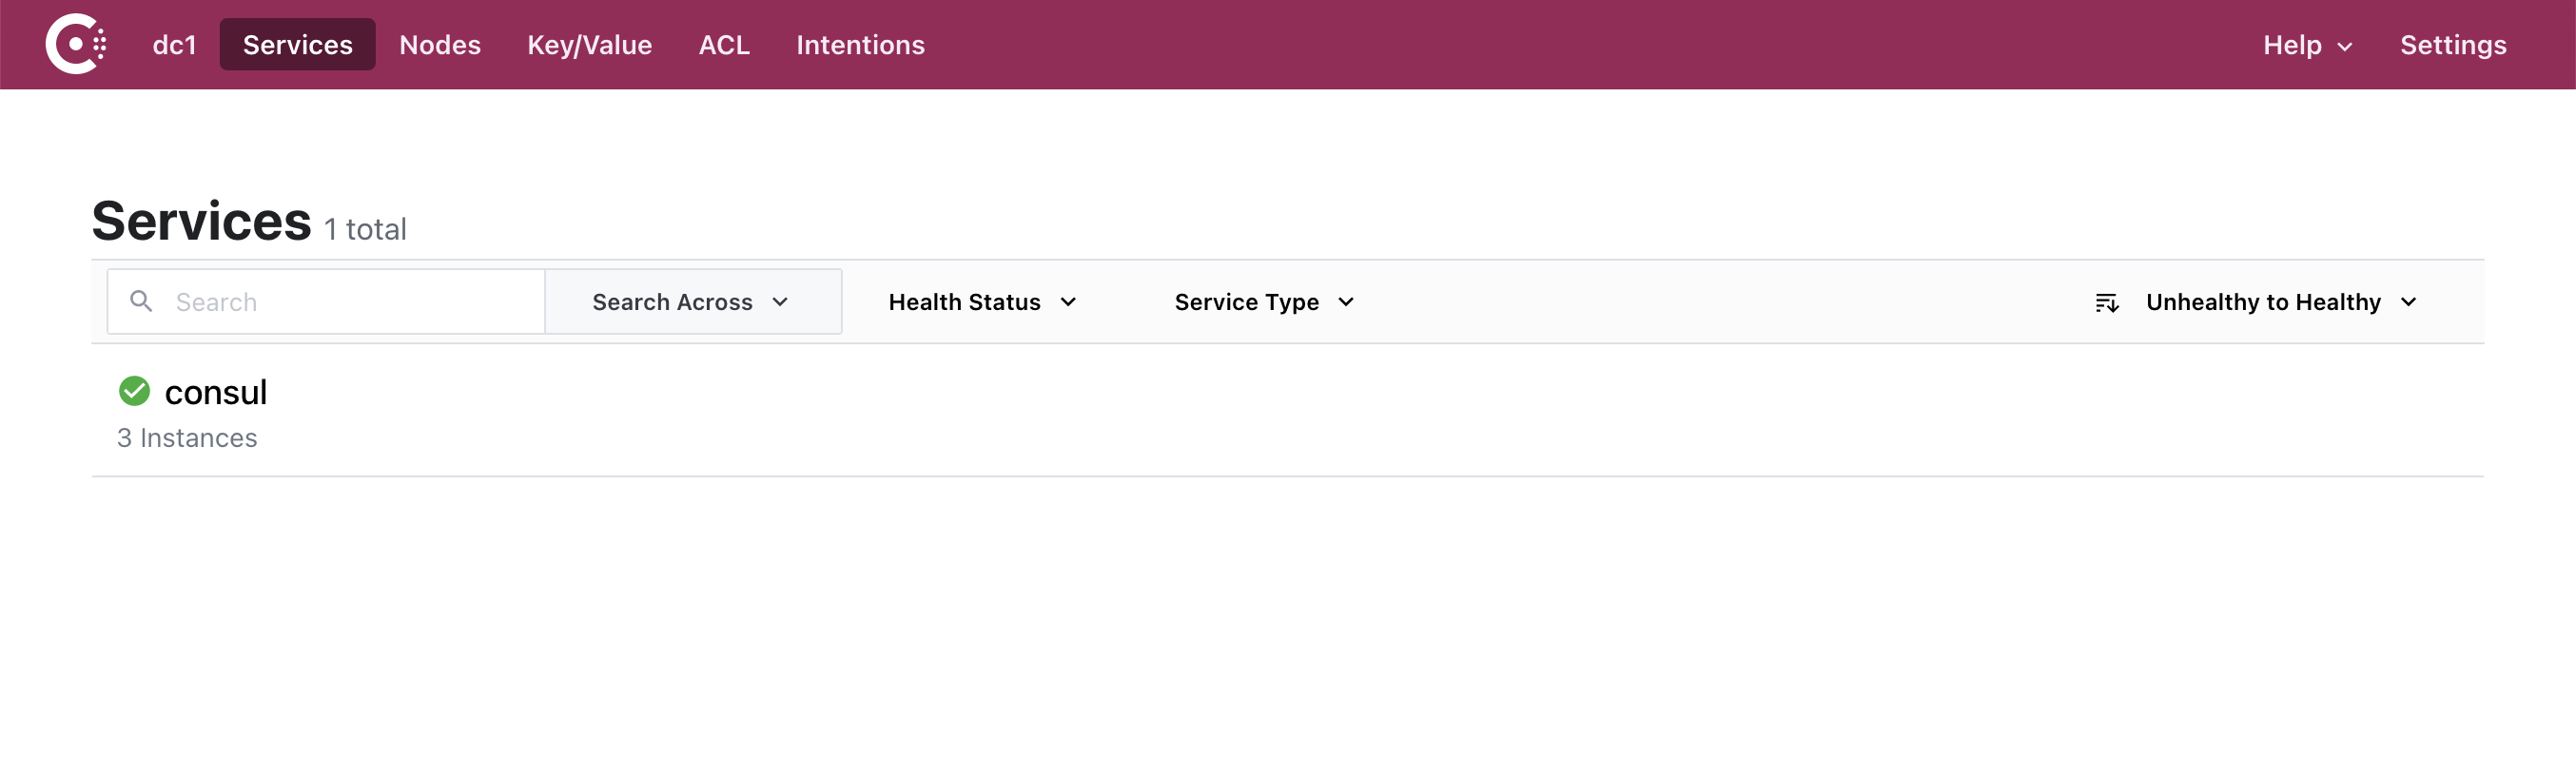 dc1 Services Nodes Key/Value ACL Intentions Help Settings
Services 1 total
Search Search Across Health Status Service Type Unhealthy to Healthy
consul
3 Instances